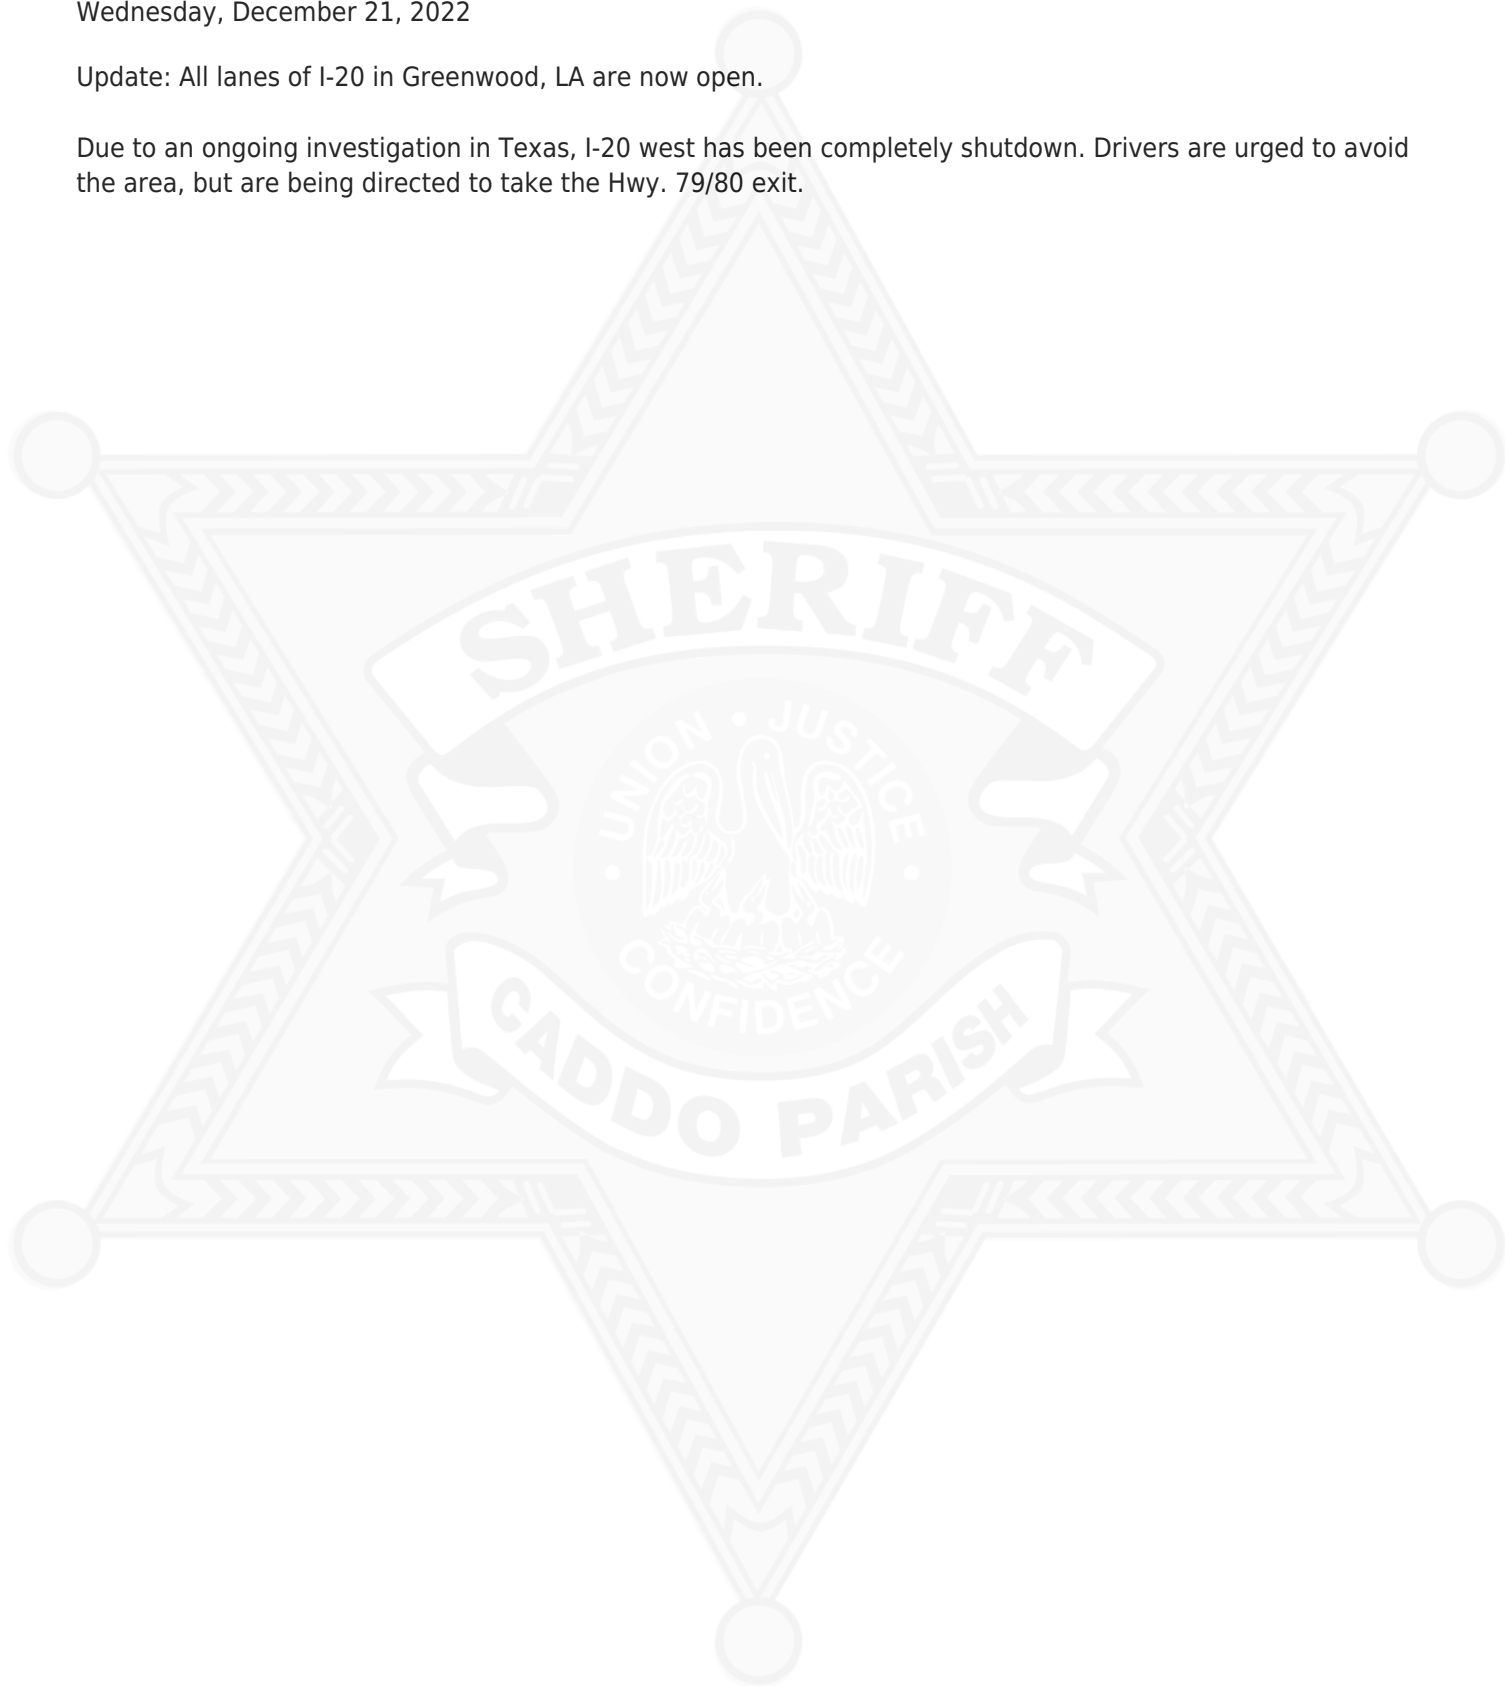 Wednesday, December 21, 2022
Update: All lanes of I-20 in Greenwood, LA are now open.
Due to an ongoing investigation in Texas, I-20 west has been completely shutdown. Drivers are urged to avoid
the area, but are being directed to take the Hwy. 79/80 exit.
SHERIFF
UNION • JUSTICE
• CONFIDENCE •
CADDO PARISH